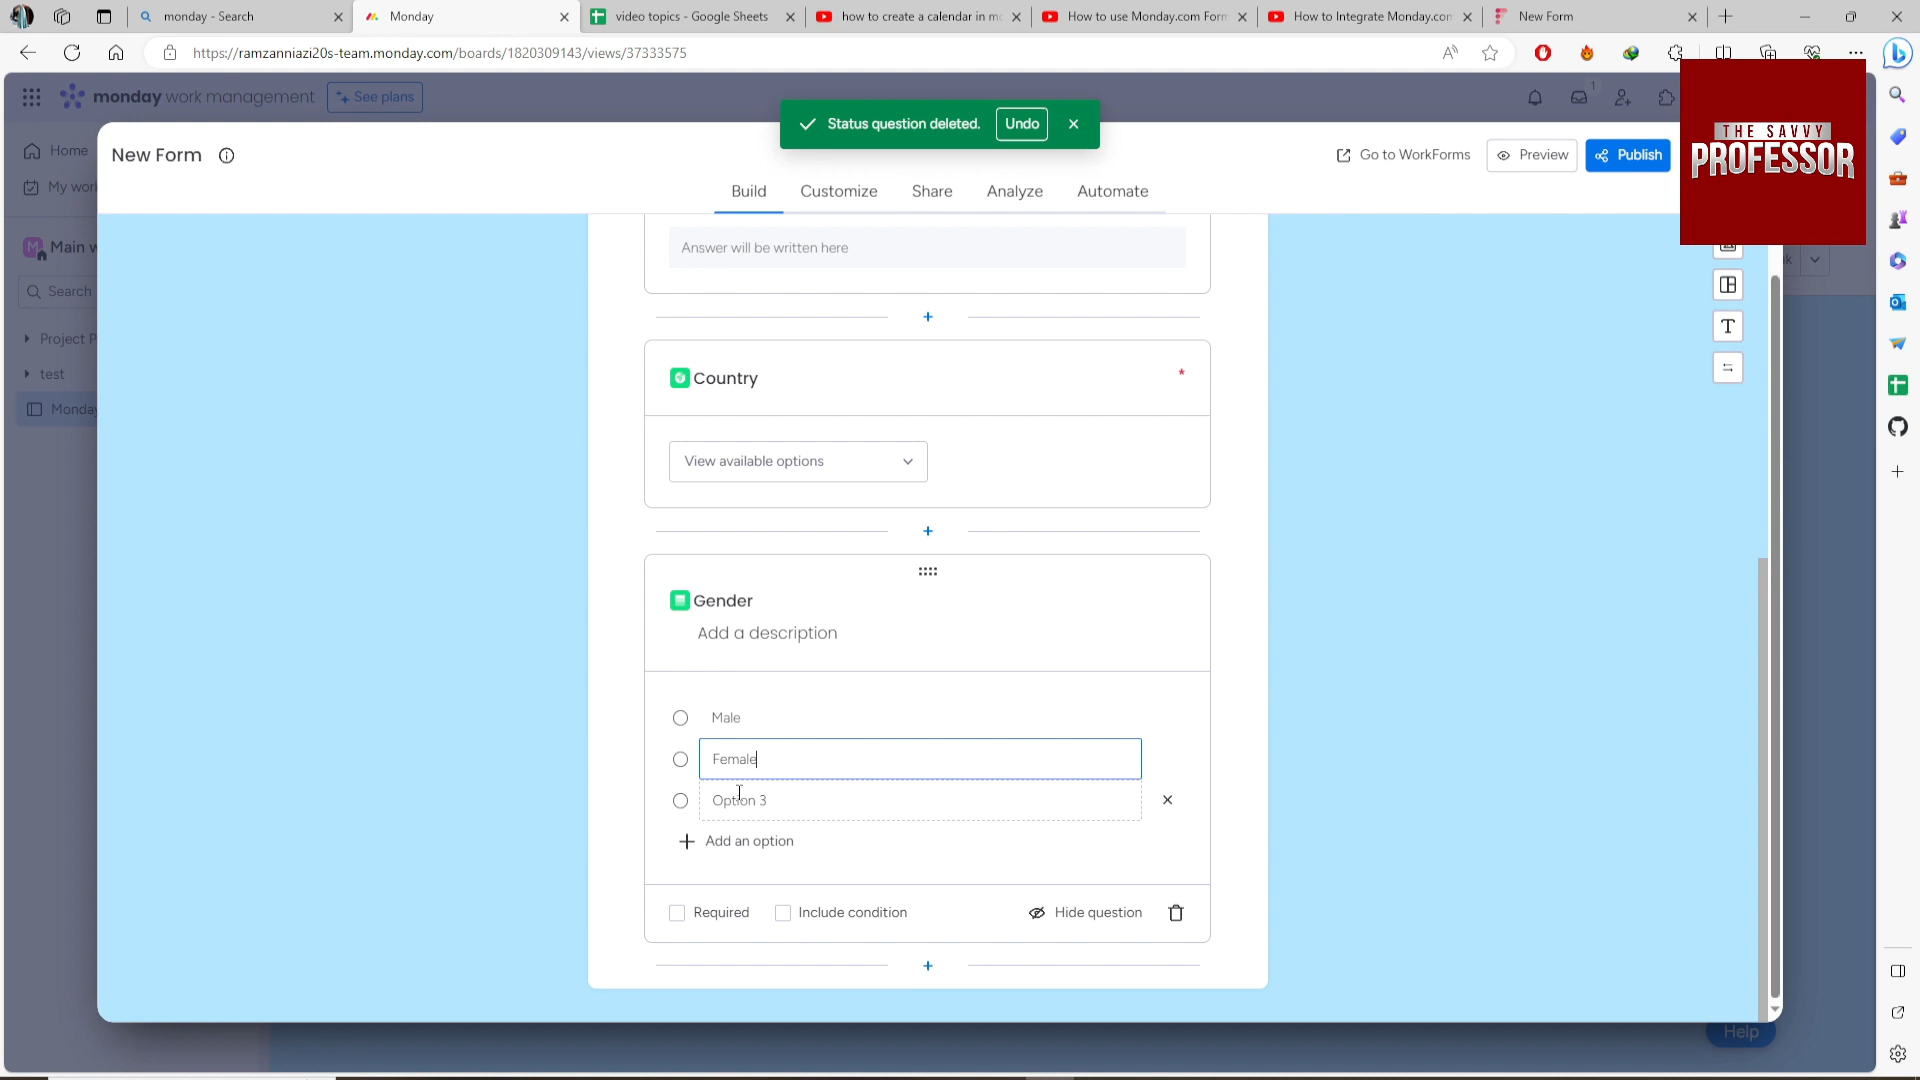 monday - Search
Monday
video topics - Google Sheets
how to create a calendar in mo
How to use Monday.com Form
How to Integrate Monday.com
New Form
https://ramzanniazi20s-team.monday.com/boards/1820309143/views/37333575
monday work management
See plans
1
THE SAVVY
PROFESSOR
Status question deleted.
Undo
Home
My work
New Form
Go to WorkForms
Preview
Publish
Build
Customize
Share
Analyze
Automate
M
Main w
Search
Project P
test
Monday
Answer will be written here
Country
*
View available options
Gender
Add a description
Male
Female
Option 3
Add an option
Required
Include condition
Hide question
Help